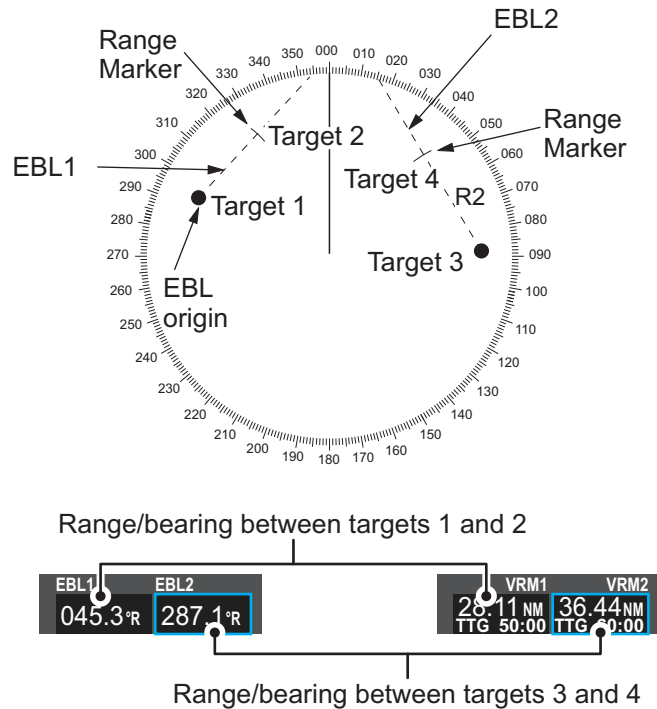 EBL2
Range
Marker
000
010
020
030
040
050
060
070
080
090
100
110
120
130
140
150
160
170
180
190
200
210
220
230
240
250
260
270
280
290
300
310
320
330
340
350
Target 2
Range
Marker
EBL1
Target 4
R2
Target 1
Target 3
EBL
origin
Range/bearing between targets 1 and 2
EBL1 EBL2
045.3°R 287.1°R
VRM1 VRM2
28.11 NM 36.44NM
TTG 50:00 TTG 60:00
Range/bearing between targets 3 and 4